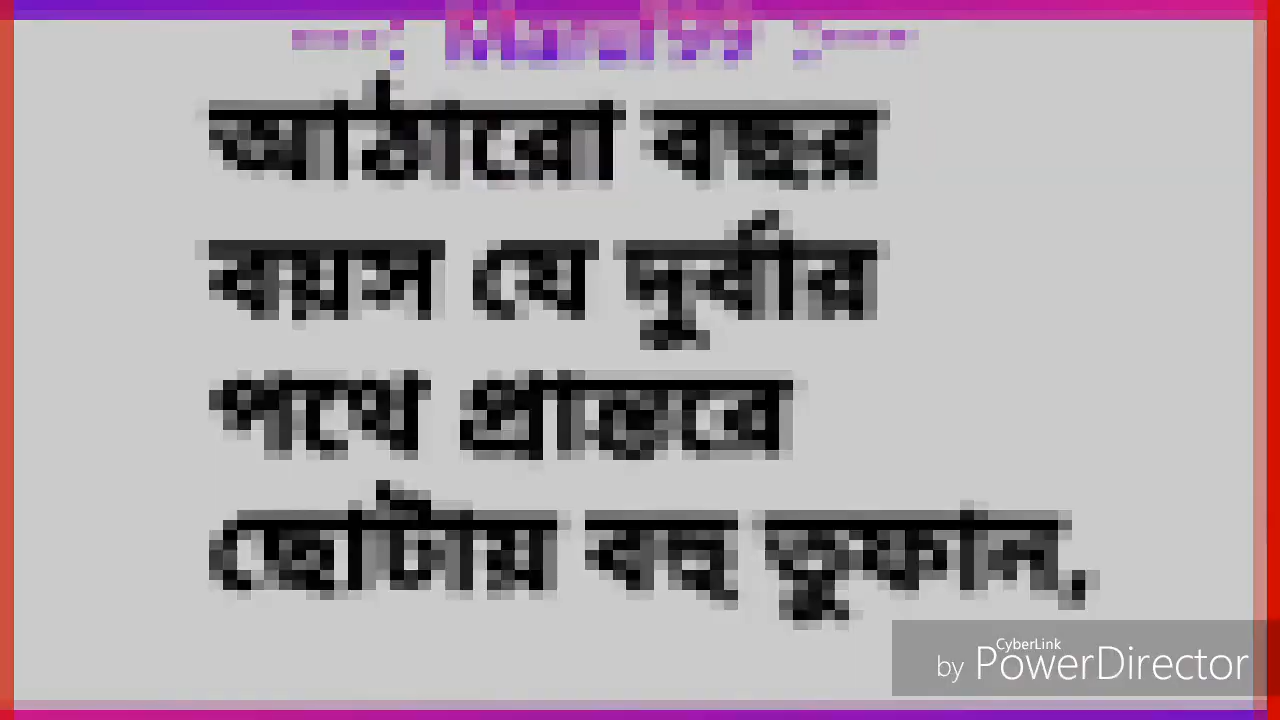 আঠারো বছর
বয়স যে দুর্বার
পথে প্রান্তরে
ছোটায় বহু তুফান,
CyberLink
by PowerDirector